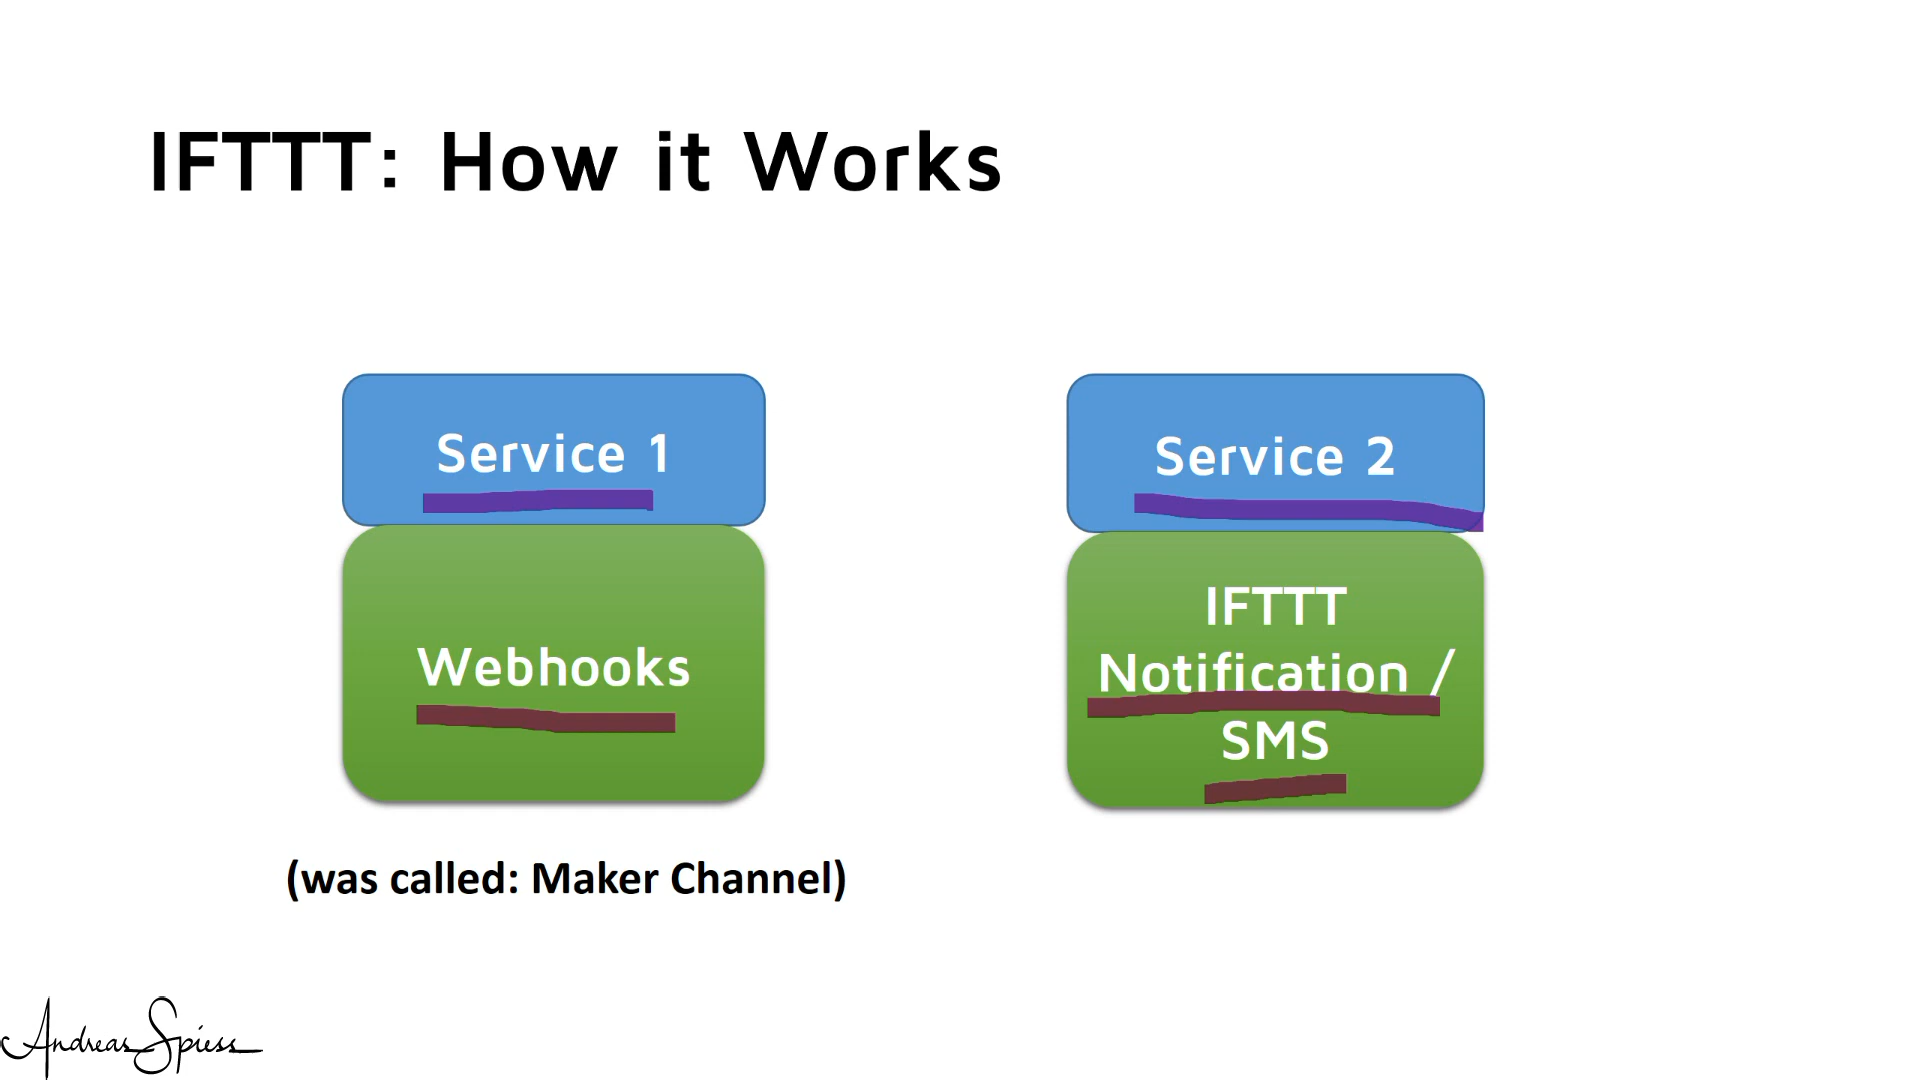 IFTTT: How it Works
Service 1
Webhooks
(was called: Maker Channel)
Service 2
IFTTT
Notification /
SMS
Andreas Spiess